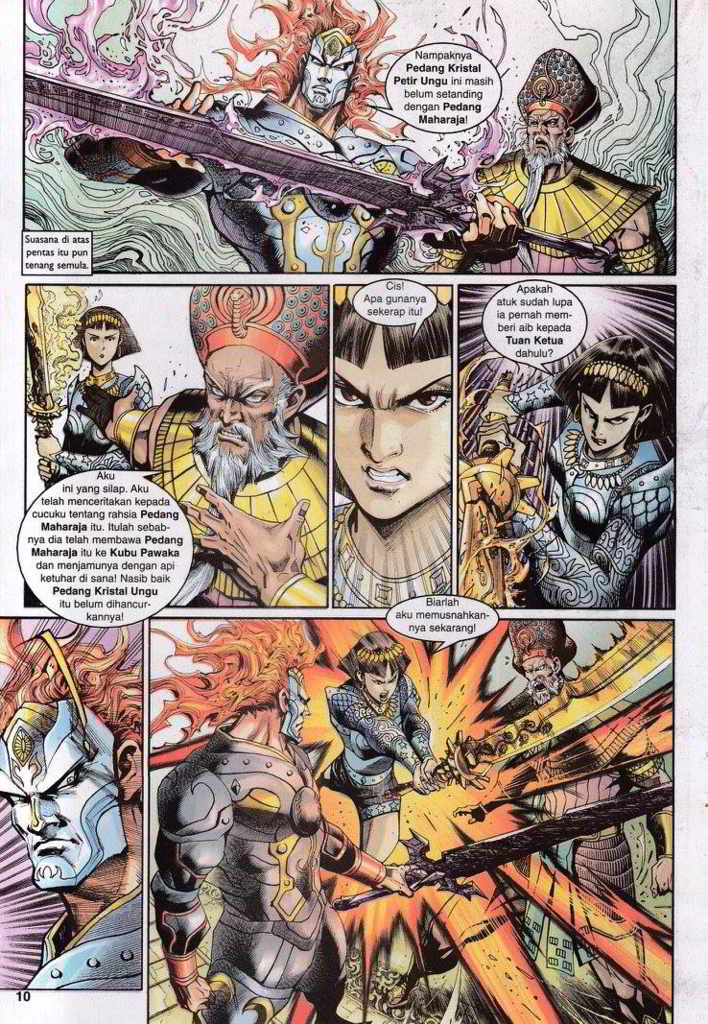 Nampaknya
Pedang Kristal
Petir Ungu ini masih
belum setanding
dengan Pedang
Maharaja!
Suasana di atas
pentas itu pun
tenang semula.
Aku
ini yang silap. Aku
telah menceritakan kepada
cucuku tentang rahsia Pedang
Maharaja itu. Itulah sebab-
nya dia telah membawa Pedang
Maharaja itu ke Kubu Pawaka
dan menjamunya dengan api
ketuhar di sana! Nasib baik
Pedang Kristal Ungu
itu belum dihancur-
kannya!
Cis!
Apa gunanya
sekerap itu!
Apakah
atuk sudah lupa
ia pernah mem-
beri aib kepada
Tuan Ketua
dahulu?
Biarlah
aku memusnahkan-
nya sekarang!
10